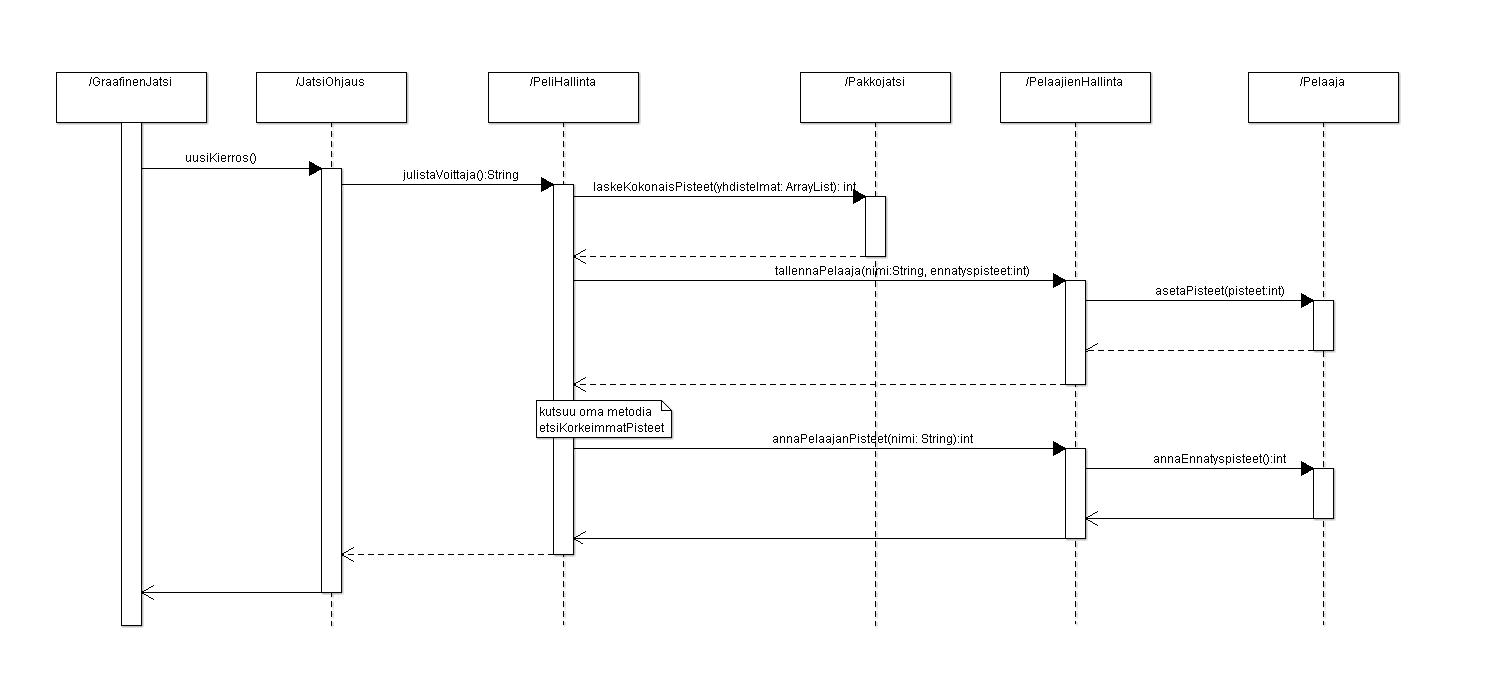 /GraafinenJatsi
/JatsiOhjaus
/PeliHallinta
/Pakkojatsi
/PelaajienHallinta
/Pelaaja
uusiKierros()
julistaVoittaja():String
laskeKokonaisPisteet(yhdistelmat: ArrayList): int
tallennaPelaaja(nimi:String, ennatyspisteet:int)
asetaPisteet(pisteet:int)
kutsuu oma metodia
etsiKorkeimmatPisteet
annaPelaajanPisteet(nimi: String):int
annaEnnatyspisteet():int